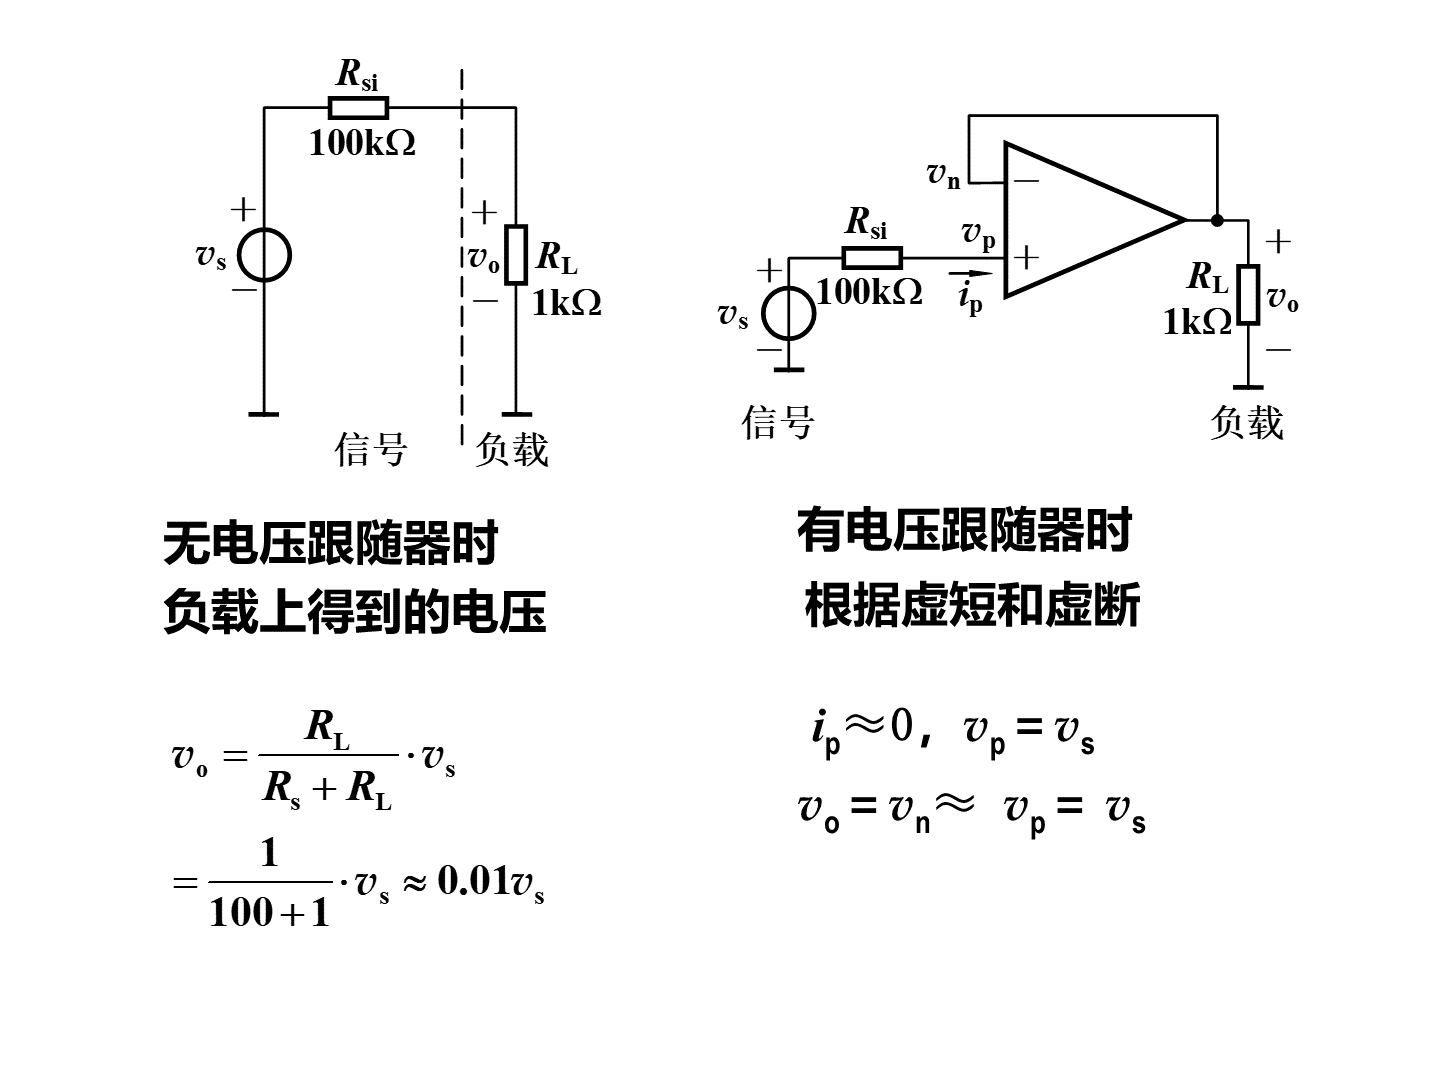 Rsi
100kΩ
+
vs
−
+
vo
−
RL
1kΩ
信号
负载
无电压跟随器时
负载上得到的电压
vo = RL / (Rs + RL) · vs
= 1 / (100 + 1) · vs ≈ 0.01vs
vn
−
Rsi
vp
+
+
100kΩ
ip
vs
−
RL
1kΩ
+
vo
−
信号
负载
有电压跟随器时
根据虚短和虚断
ip≈0, vp = vs
vo = vn≈ vp = vs